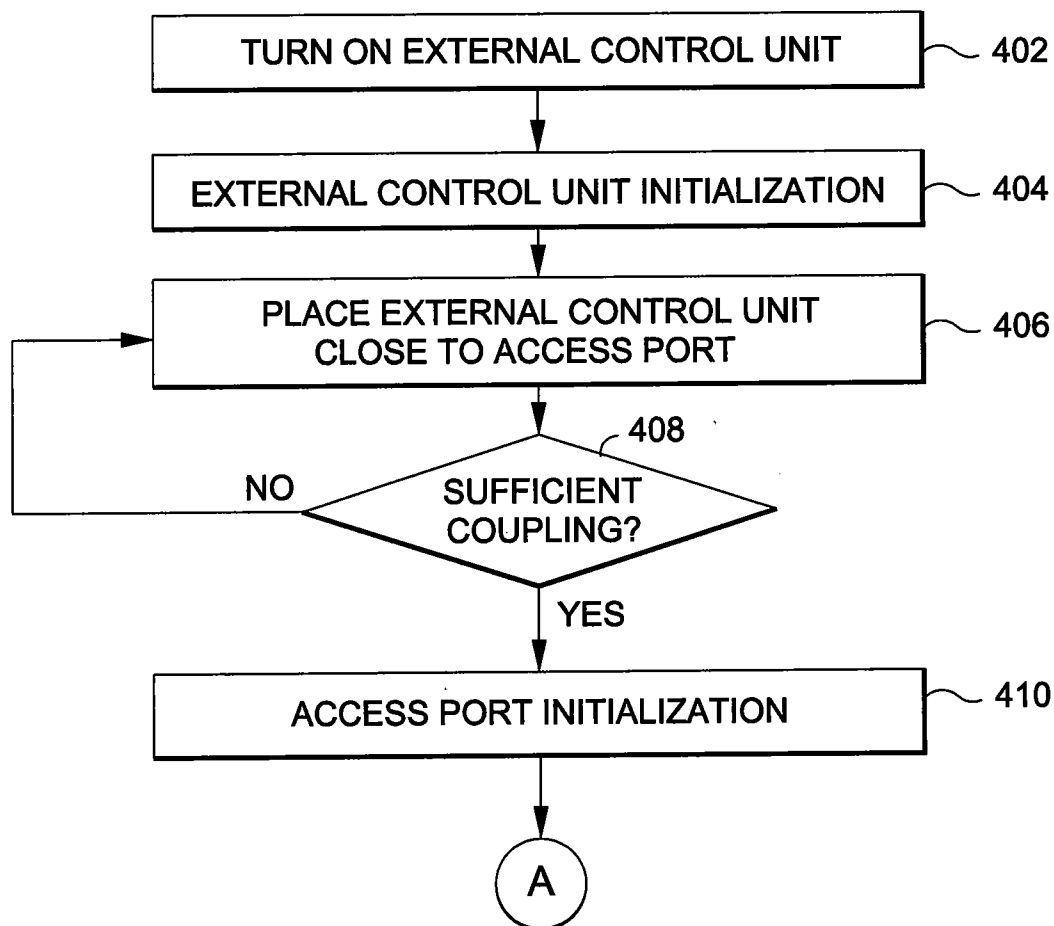 TURN ON EXTERNAL CONTROL UNIT
402
EXTERNAL CONTROL UNIT INITIALIZATION
404
PLACE EXTERNAL CONTROL UNIT
CLOSE TO ACCESS PORT
406
408
NO
SUFFICIENT
COUPLING?
YES
ACCESS PORT INITIALIZATION
410
A